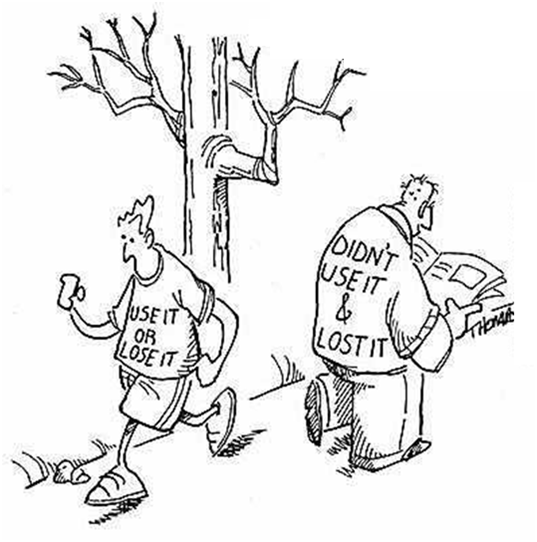 USE IT
OR
LOSE IT
DIDN'T
USE IT
&
LOST IT